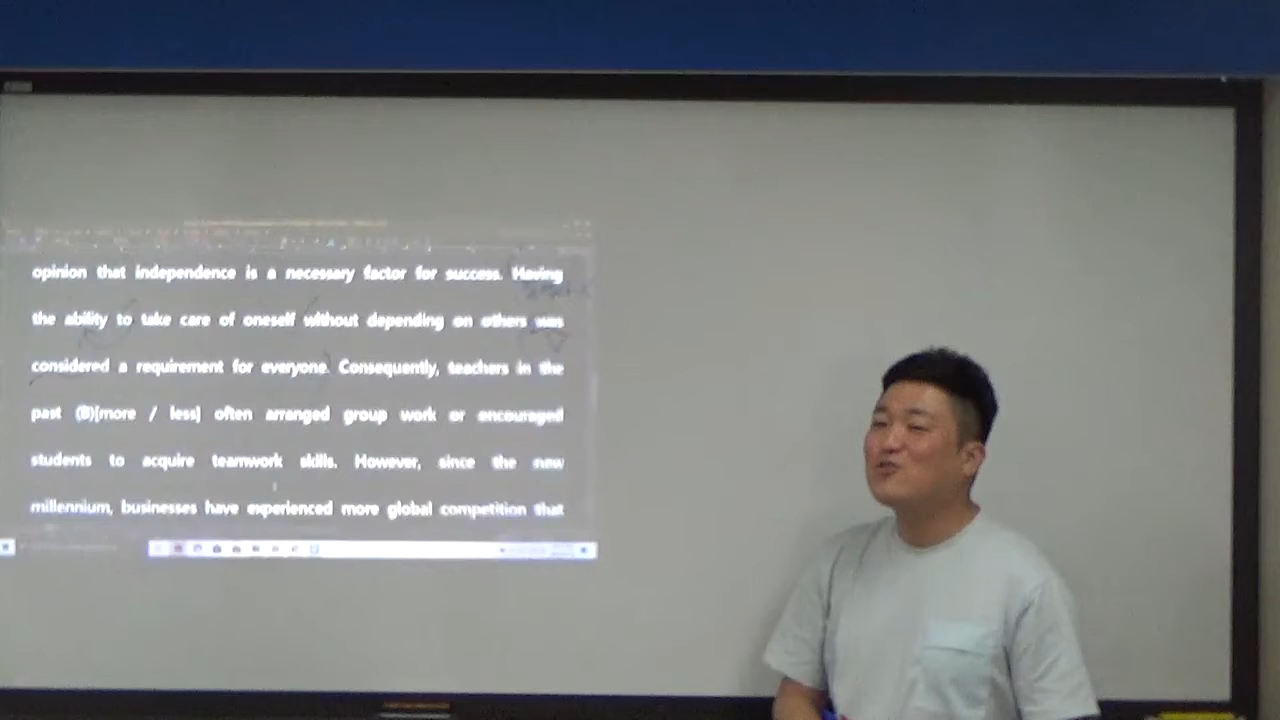 opinion that independence is a necessary factor for success. Having
the ability to take care of oneself without depending on others was
considered a requirement for everyone. Consequently, teachers in the
past (B)[more / less] often arranged group work or encouraged
students to acquire teamwork skills. However, since the new
millennium, businesses have experienced more global competition that